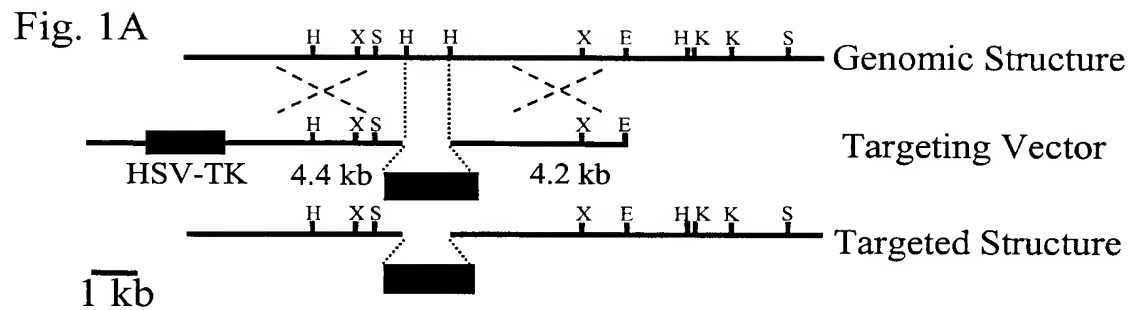 Fig. 1A
H X S H H X E H K K S
Genomic Structure
H X S X E
Targeting Vector
HSV-TK 4.4 kb 4.2 kb
H X S X E H K K S
Targeted Structure
1 kb